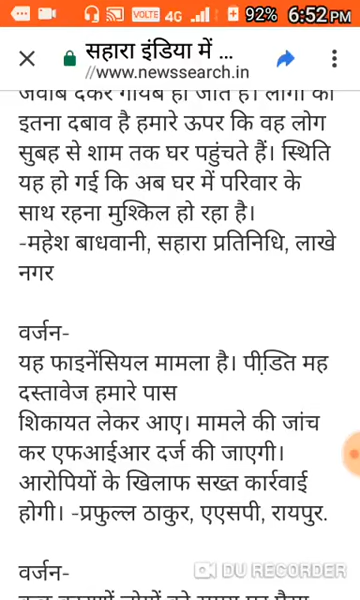 VOLTE 4G 92% 6:52 PM
सहारा इंडिया में ...
//www.newssearch.in
जवाब देकर गायब हो जाते हैं। लोगों का
इतना दबाव है हमारे ऊपर कि वह लोग
सुबह से शाम तक घर पहुंचते हैं। स्थिति
यह हो गई कि अब घर में परिवार के
साथ रहना मुश्किल हो रहा है।
-महेश बाधवानी, सहारा प्रतिनिधि, लाखे
नगर
वर्जन-
यह फाइनेंसियल मामला है। पीडि़त मह
दस्तावेज हमारे पास
शिकायत लेकर आए। मामले की जांच
कर एफआईआर दर्ज की जाएगी।
आरोपियों के खिलाफ सख्त कार्रवाई
होगी। -प्रफुल्ल ठाकुर, एएसपी, रायपुर.
वर्जन-
DU RECORDER